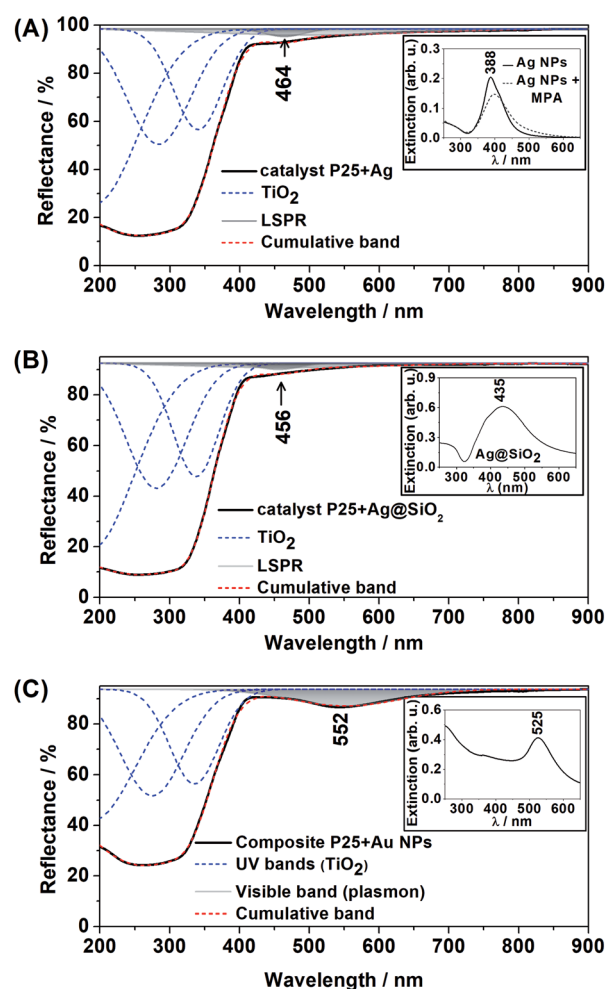 (A)
Reflectance / %
100
80
60
40
20
0
464
catalyst P25+Ag
TiO2
LSPR
Cumulative band
Extinction (arb. u.)
0.3
0.2
0.1
0.0
388
Ag NPs
Ag NPs +
MPA
300 400 500 600
λ / nm
200 300 400 500 600 700 800 900
Wavelength / nm
(B)
Reflectance / %
80
60
40
20
0
456
catalyst P25+Ag@SiO2
TiO2
LSPR
Cumulative band
Extinction (arb. u.)
0.9
0.6
0.3
0.0
435
Ag@SiO2
300 400 500 600
λ (nm)
200 300 400 500 600 700 800 900
Wavelength / nm
(C)
Reflectance / %
80
60
40
20
0
552
Composite P25+Au NPs
UV bands (TiO2)
Visible band (plasmon)
Cumulative band
Extinction (arb. u.)
0.6
0.4
0.2
0.0
525
300 400 500 600
λ / nm
200 300 400 500 600 700 800 900
Wavelength / nm